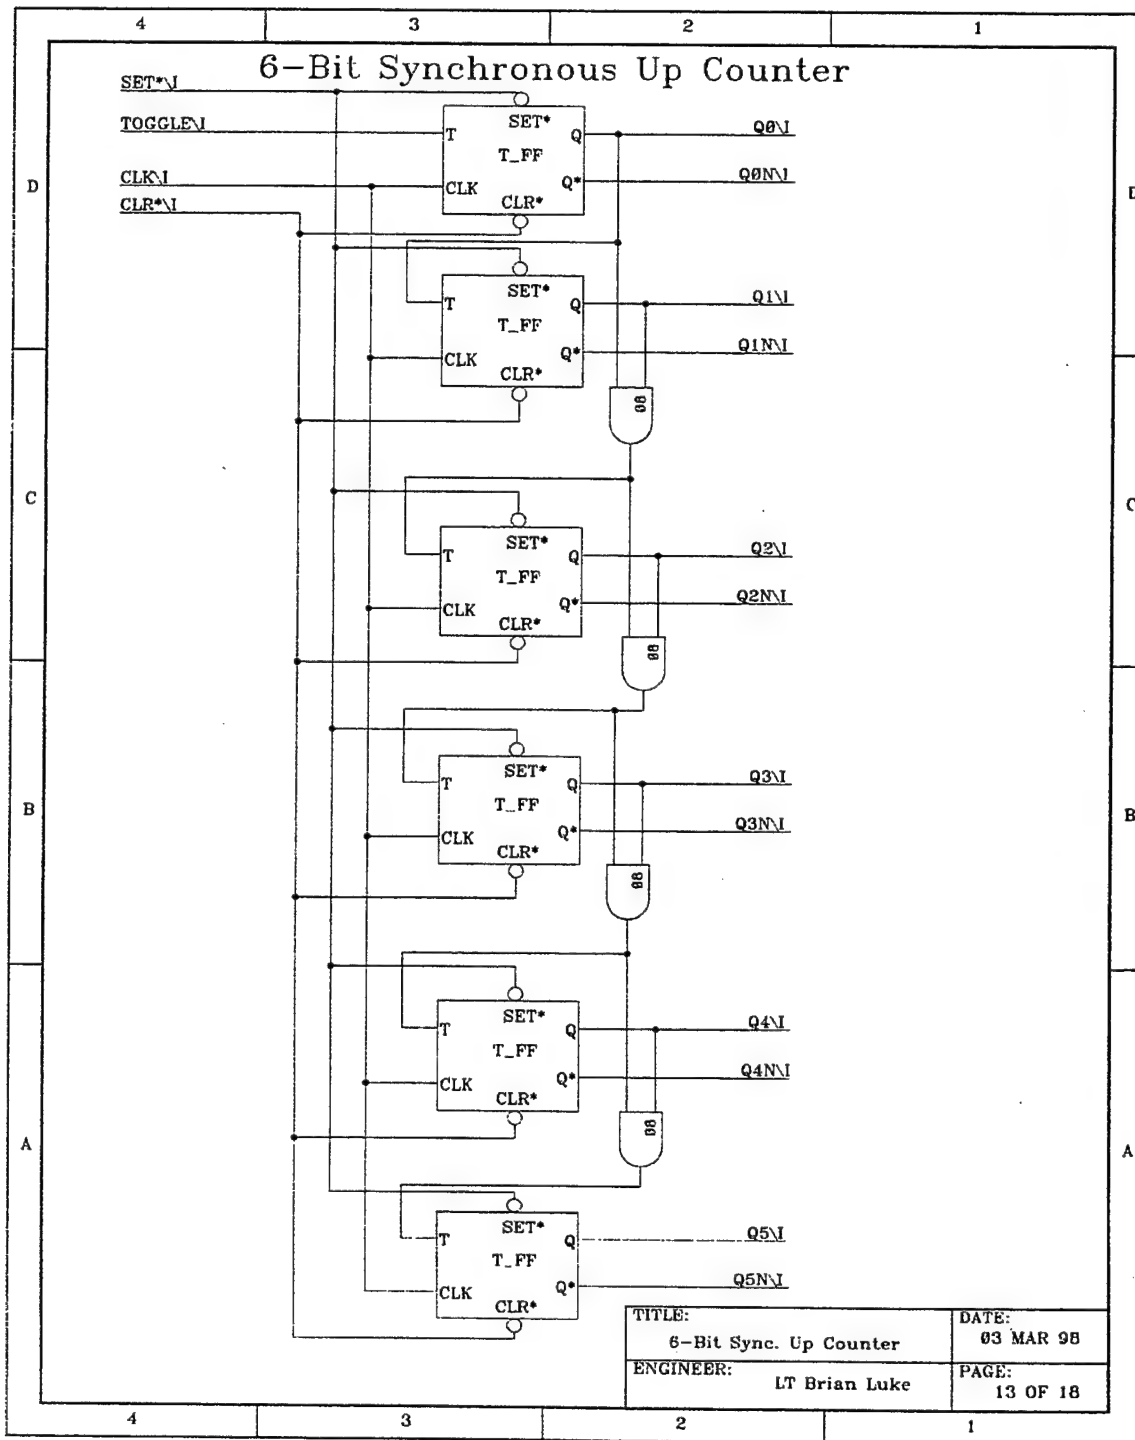 4 3 2 1
6-Bit Synchronous Up Counter
SET*\I
SET*
TOGGLE\I
T
Q
Q0\I
T_FF
D
CLK\I
CLK
Q*
Q0N\I
CLR*\I
CLR*
SET*
T
Q
Q1\I
T_FF
CLK
Q*
Q1N\I
CLR*
08
C
C
SET*
T
Q
Q2\I
T_FF
CLK
Q*
Q2N\I
CLR*
08
SET*
T
Q
Q3\I
B
T_FF
B
CLK
Q*
Q3N\I
CLR*
08
SET*
T
Q
Q4\I
T_FF
CLK
Q*
Q4N\I
CLR*
08
A
A
SET*
T
Q
Q5\I
T_FF
CLK
Q*
Q5N\I
CLR*
TITLE:
6-Bit Sync. Up Counter
DATE:
03 MAR 98
ENGINEER:
LT Brian Luke
PAGE:
13 OF 18
4 3 2 1